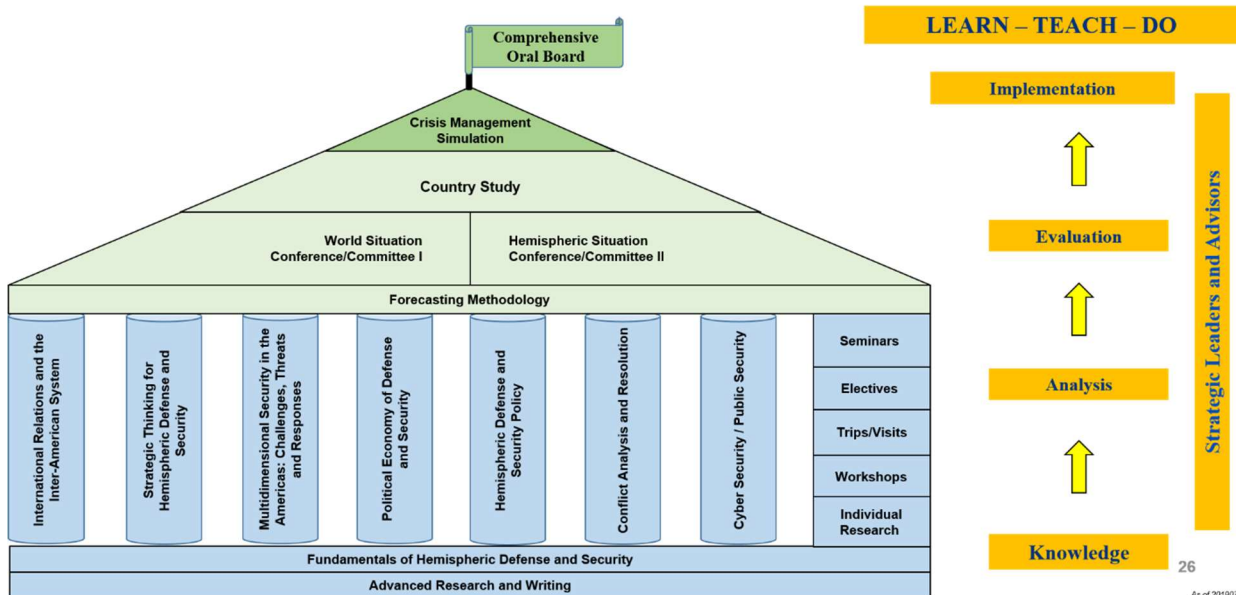 Comprehensive
Oral Board
LEARN – TEACH – DO
Crisis Management
Simulation
Country Study
World Situation
Conference/Committee I
Hemispheric Situation
Conference/Committee II
Forecasting Methodology
International Relations and the
Inter-American System
Strategic Thinking for
Hemispheric Defense and
Security
Multidimensional Security in the
Americas: Challenges, Threats
and Responses
Political Economy of Defense
and Security
Hemispheric Defense and
Security Policy
Conflict Analysis and Resolution
Cyber Security / Public Security
Seminars
Electives
Trips/Visits
Workshops
Individual
Research
Fundamentals of Hemispheric Defense and Security
Advanced Research and Writing
Implementation
Evaluation
Analysis
Knowledge
Strategic Leaders and Advisors
26
As of